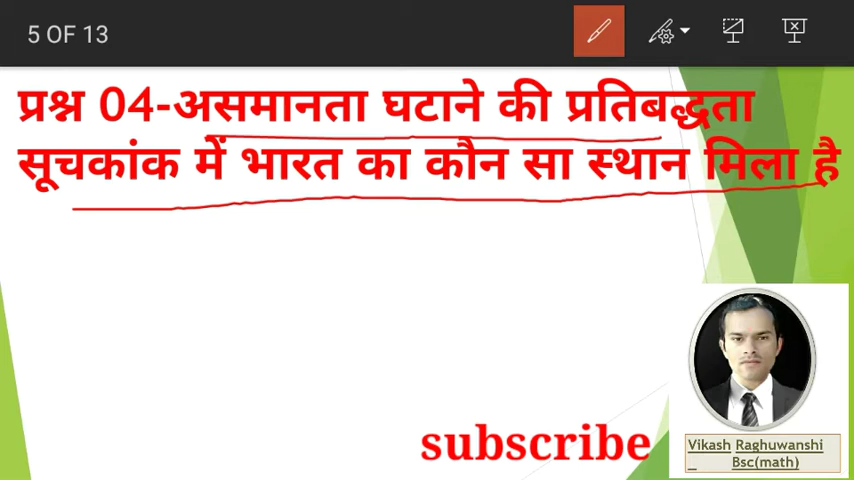 5 OF 13
प्रश्न 04-असमानता घटाने की प्रतिबद्धता
सूचकांक में भारत का कौन सा स्थान मिला है
subscribe
Vikash Raghuwanshi
_ Bsc(math)